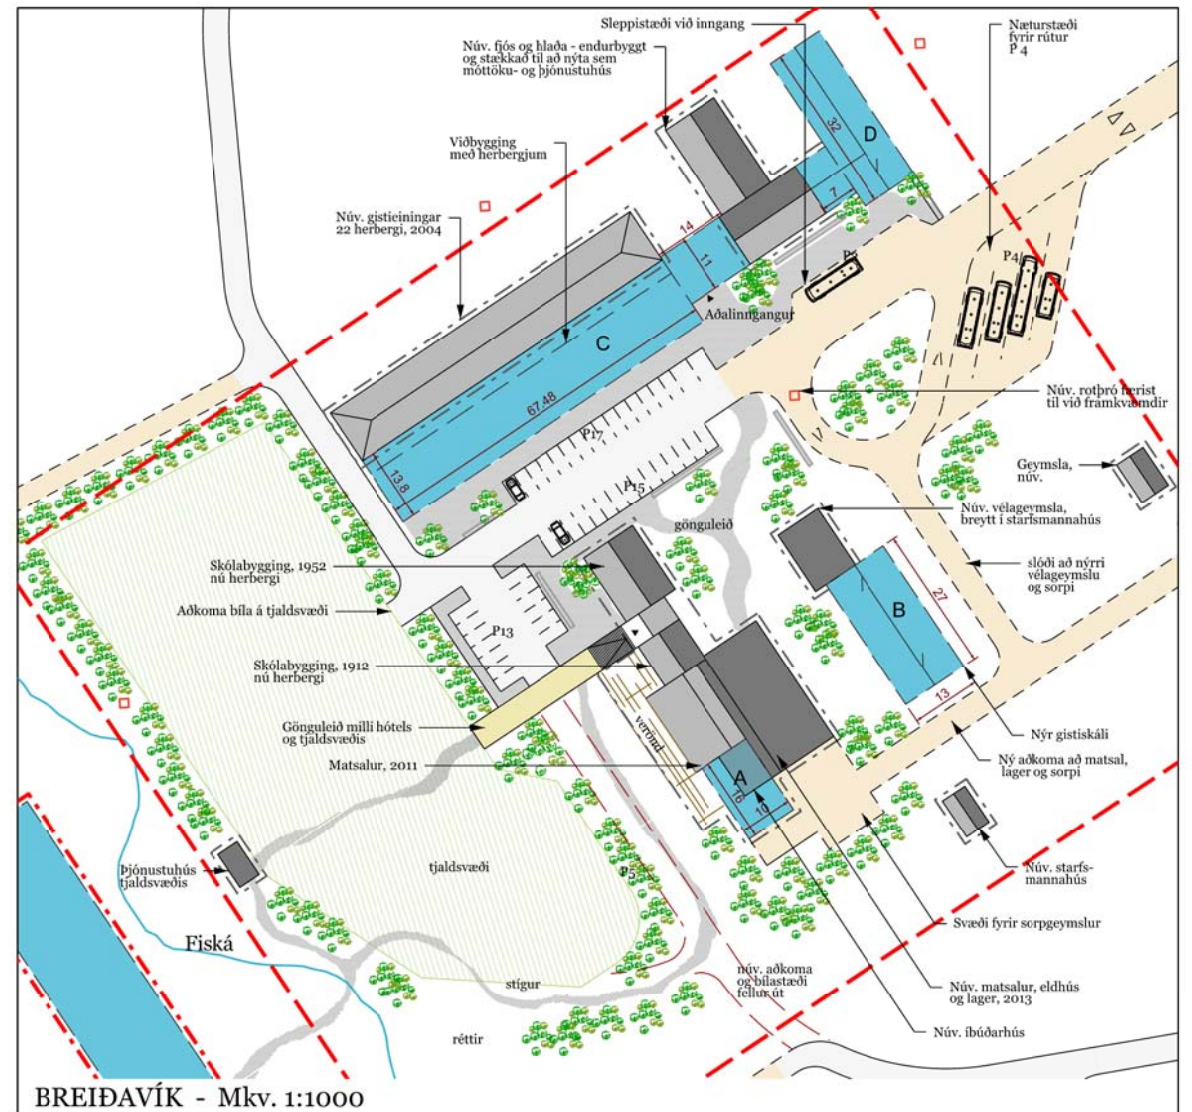 Sleppistæði við inngang
Næturstæði
fyrir rútur
P 4
Núv. fjós og hlaða - endurbyggt
og stækkað til að nýta sem
móttöku- og þjónustuhús
Viðbygging
með herbergjum
Núv. gistieiningar
22 herbergi, 2004
32
D
7
14
11
P4
Aðalinngangur
C
67.48
13.8
P17
P15
Núv. rotþró færist
til við framkvæmdir
Geymsla,
núv.
Núv. vélageymsla,
breytt í starfsmannahús
gönguleið
Skólabygging, 1952
nú herbergi
Aðkoma bíla á tjaldsvæði
slóði að nýrri
vélageymslu
og sorpi
B
27
13
P13
Skólabygging, 1912
nú herbergi
Gönguleið milli hótels
og tjaldsvæðis
verönd
Matsalur, 2011
A
16
10
Nýr gistiskáli
Ný aðkoma að matsal,
lager og sorpi
Þjónustuhús
tjaldsvæðis
tjaldsvæði
P5
Núv. starfs-
mannahús
Svæði fyrir sorpgeymslur
Fiská
stígur
núv. aðkoma
og bílastæði
fellur út
Núv. matsalur, eldhús
og lager, 2013
Núv. íbúðarhús
réttir
BREIÐAVÍK - Mkv. 1:1000